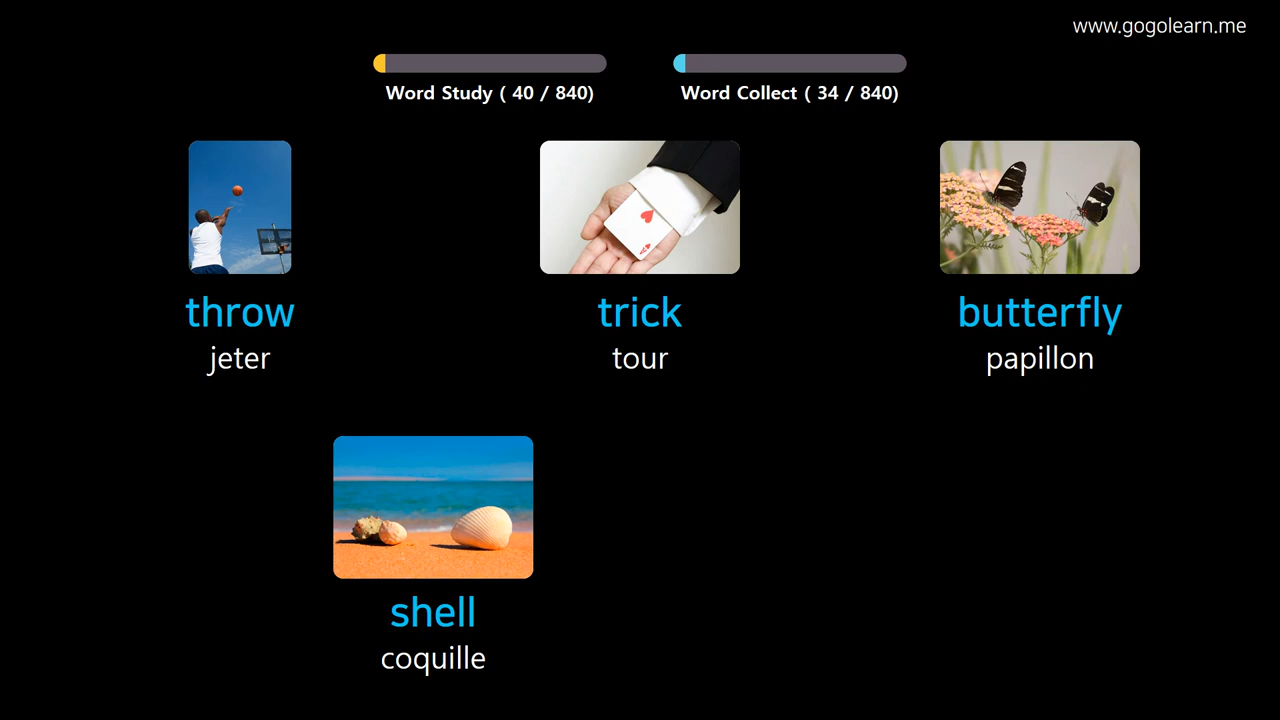 www.gogolearn.me
Word Study ( 40 / 840)
Word Collect ( 34 / 840)
throw
jeter
trick
tour
butterfly
papillon
shell
coquille